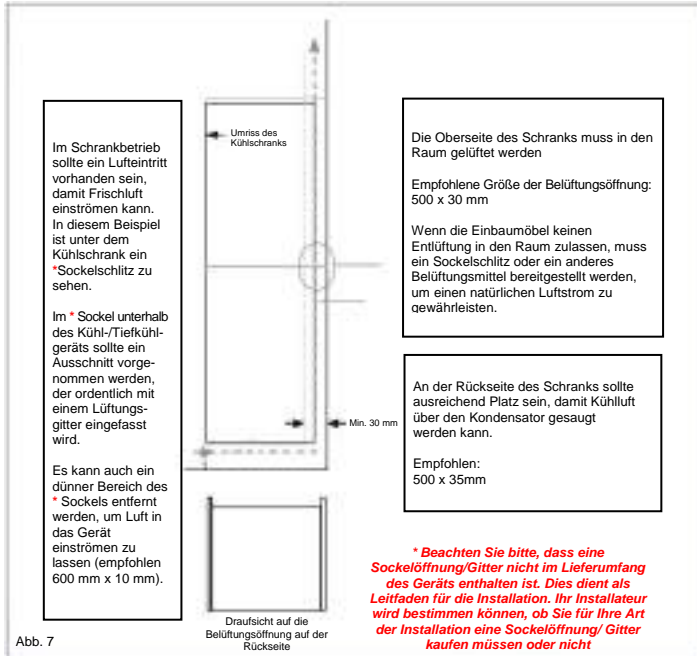 Im Schrankbetrieb
sollte ein Lufteintritt
vorhanden sein,
damit Frischluft
einströmen kann.
In diesem Beispiel
ist unter dem
Kühlschrank ein
*Sockelschlitz zu
sehen.
Im * Sockel unterhalb
des Kühl-/Tiefkühl-
geräts sollte ein
Ausschnitt vorge-
nommen werden,
der ordentlich mit
einem Lüftungs-
gitter eingefasst
wird.
Es kann auch ein
dünner Bereich des
* Sockels entfernt
werden, um Luft in
das Gerät
einströmen zu
lassen (empfohlen
600 mm x 10 mm).
Umriss des
Kühlschranks
Min. 30 mm
Die Oberseite des Schranks muss in den
Raum gelüftet werden
Empfohlene Größe der Belüftungsöffnung:
500 x 30 mm
Wenn die Einbaumöbel keinen
Entlüftung in den Raum zulassen, muss
ein Sockelschlitz oder ein anderes
Belüftungsmittel bereitgestellt werden,
um einen natürlichen Luftstrom zu
gewährleisten.
An der Rückseite des Schranks sollte
ausreichend Platz sein, damit Kühlluft
über den Kondensator gesaugt
werden kann.
Empfohlen:
500 x 35mm
* Beachten Sie bitte, dass eine
Sockelöffnung/Gitter nicht im Lieferumfang
des Geräts enthalten ist. Dies dient als
Leitfaden für die Installation. Ihr Installateur
wird bestimmen können, ob Sie für Ihre Art
der Installation eine Sockelöffnung/ Gitter
kaufen müssen oder nicht
Draufsicht auf die
Belüftungsöffnung auf der
Rückseite
Abb. 7